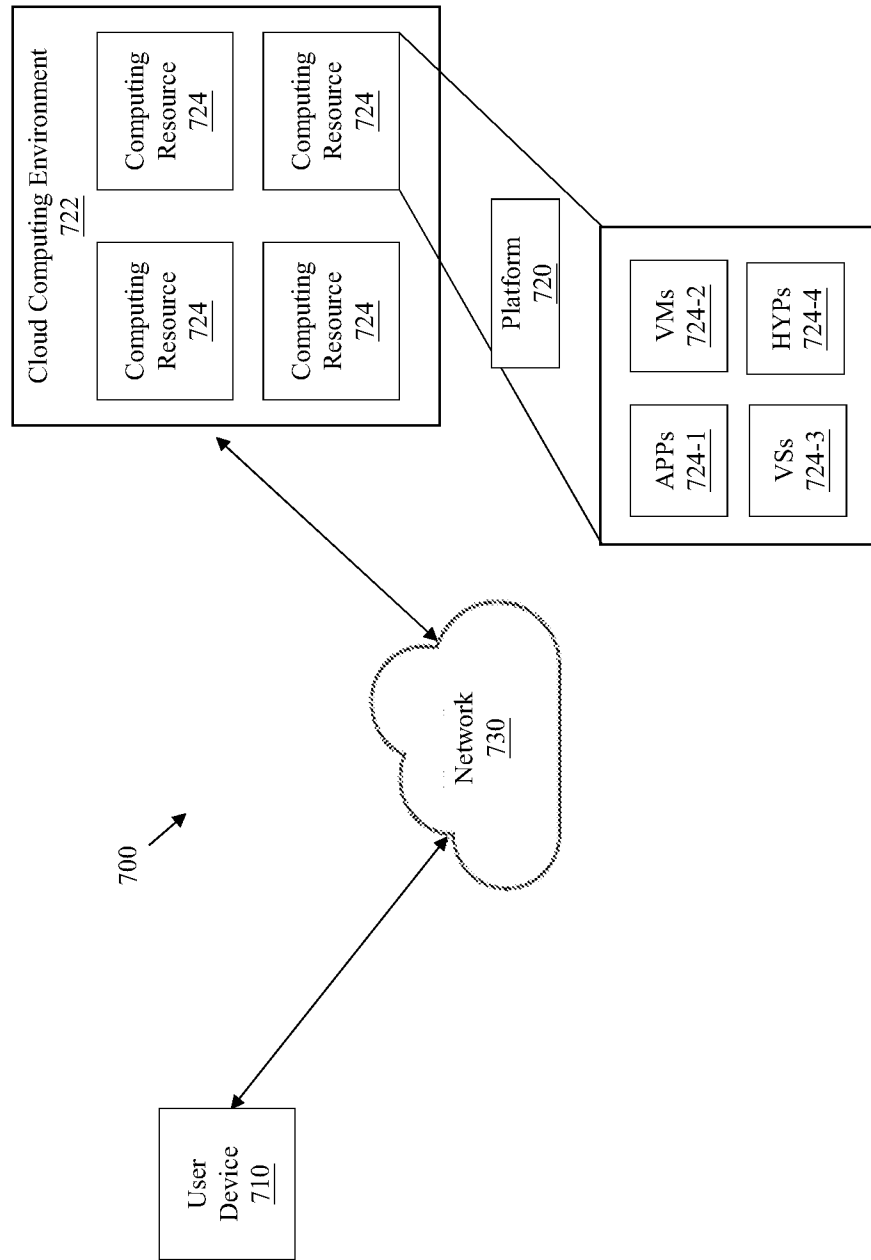 700
User
Device
710
Network
730
Cloud Computing Environment
722
Computing
Resource
724
Computing
Resource
724
Computing
Resource
724
Computing
Resource
724
Platform
720
APPs
724-1
VMs
724-2
VSs
724-3
HYPs
724-4